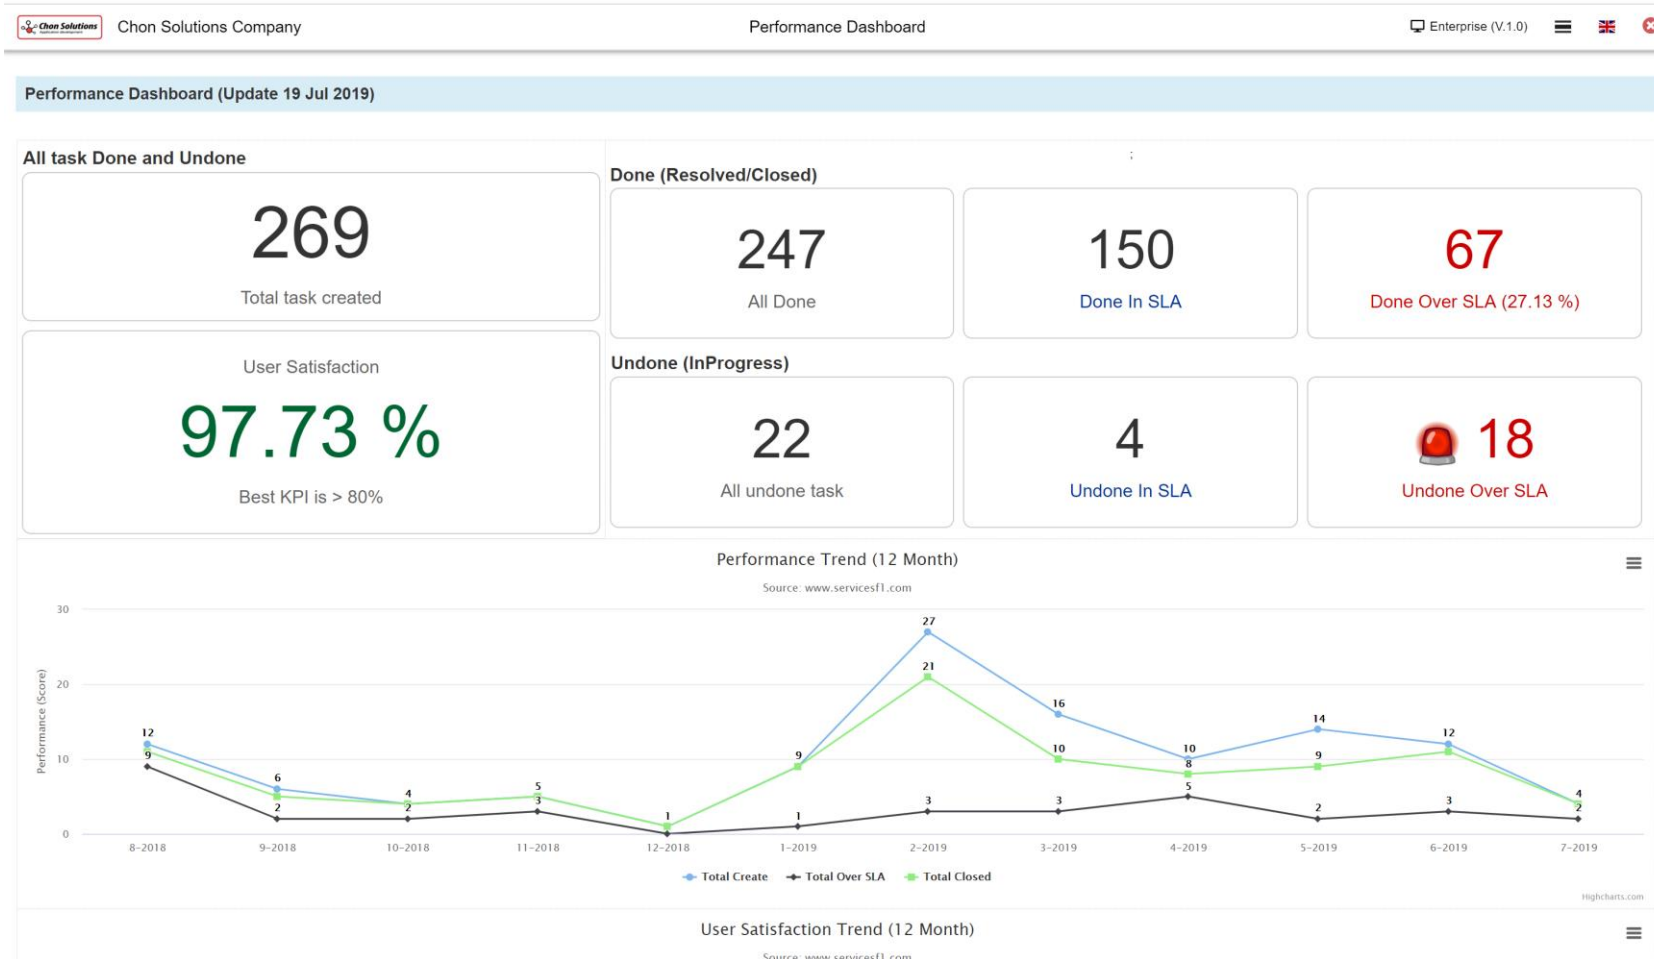 Chon Solutions
Chon Solutions Company
Performance Dashboard
Enterprise (V.1.0)
Performance Dashboard (Update 19 Jul 2019)
All task Done and Undone
269
Total task created
User Satisfaction
97.73 %
Best KPI is > 80%
;
Done (Resolved/Closed)
247
All Done
150
Done In SLA
67
Done Over SLA (27.13 %)
Undone (InProgress)
22
All undone task
4
Undone In SLA
18
Undone Over SLA
Performance Trend (12 Month)
Source: www.servicesf1.com
Performance (Score)
30
20
10
0
12
9
6
2
4
2
5
3
1
9
1
27
21
3
16
10
3
10
8
5
14
9
2
12
3
4
2
8-2018
9-2018
10-2018
11-2018
12-2018
1-2019
2-2019
3-2019
4-2019
5-2019
6-2019
7-2019
Total Create
Total Over SLA
Total Closed
Highcharts.com
User Satisfaction Trend (12 Month)
Source: www.servicesf1.com